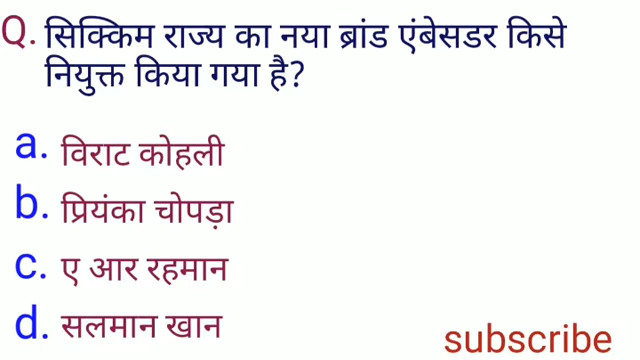 Q. सिक्किम राज्य का नया ब्रांड एंबेसडर किसे
नियुक्त किया गया है?
a. विराट कोहली
b. प्रियंका चोपड़ा
c. ए आर रहमान
d. सलमान खान
subscribe